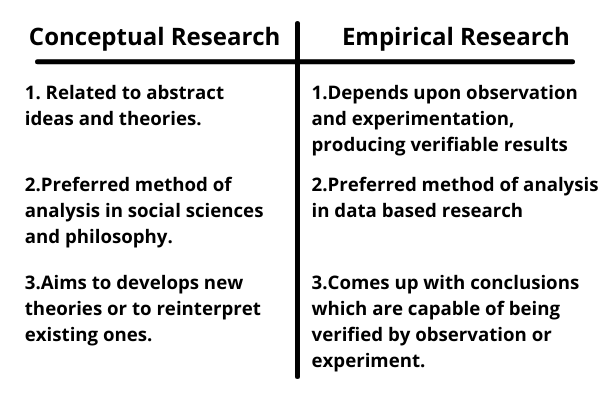 Conceptual Research
Empirical Research
1. Related to abstract
ideas and theories.
1.Depends upon observation
and experimentation,
producing verifiable results
2.Preferred method of
analysis in social sciences
and philosophy.
2.Preferred method of analysis
in data based research
3.Aims to develops new
theories or to reinterpret
existing ones.
3.Comes up with conclusions
which are capable of being
verified by observation or
experiment.